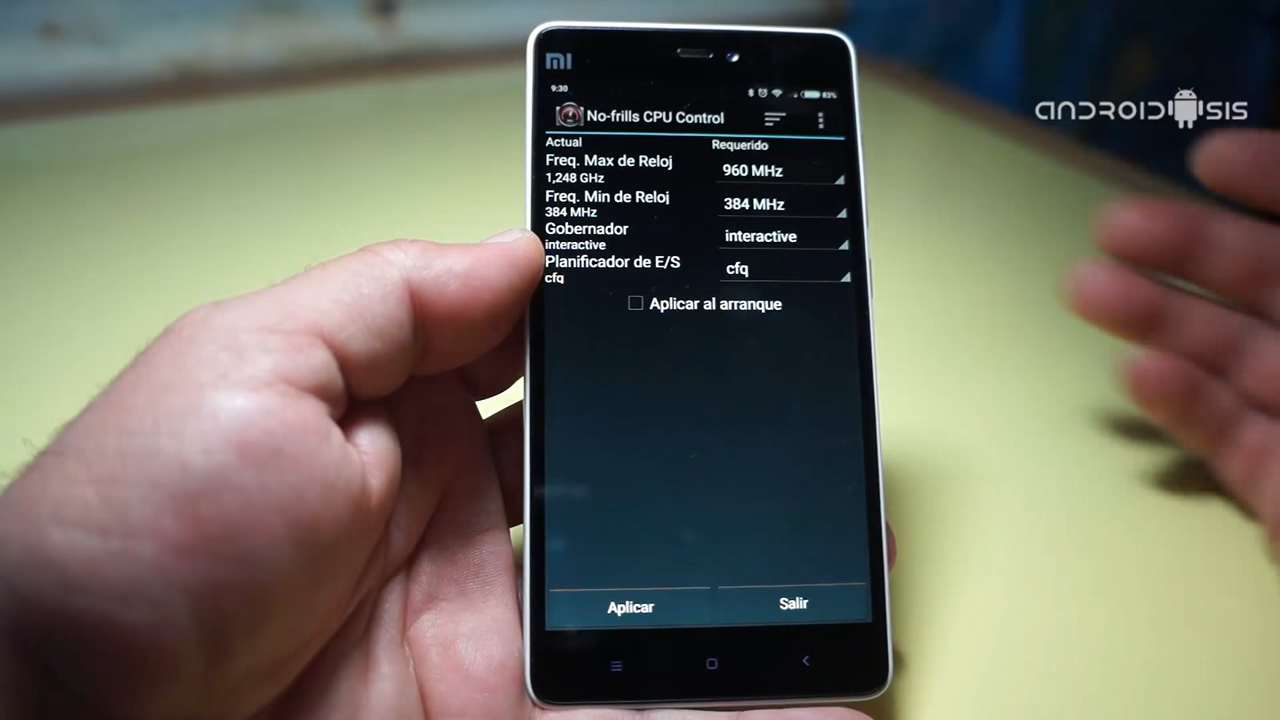 mi
9:30
83%
No-frills CPU Control
Actual Requerido
Freq. Max de Reloj 960 MHz
1,248 GHz
Freq. Min de Reloj 384 MHz
384 MHz
Gobernador interactive
interactive
Planificador de E/S cfq
cfq
Aplicar al arranque
Aplicar Salir
ANDROIDSIS